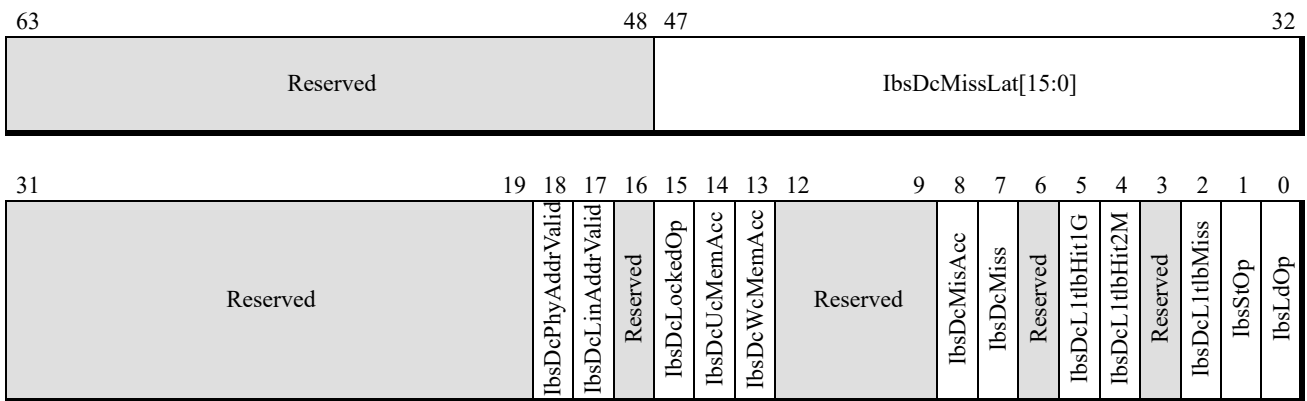 63 48 47 32
Reserved IbsDcMissLat[15:0]
31 19 18 17 16 15 14 13 12 9 8 7 6 5 4 3 2 1 0
Reserved
IbsDcPhyAddrValid
IbsDcLinAddrValid
Reserved
IbsDcLockedOp
IbsDcUcMemAcc
IbsDcWcMemAcc
Reserved
IbsDcMisAcc
IbsDcMiss
Reserved
IbsDcL1tlbHit1G
IbsDcL1tlbHit2M
Reserved
IbsDcL1tlbMiss
IbsStOp
IbsLdOp